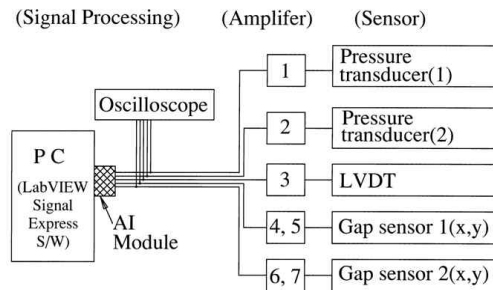 (Signal Processing)
(Amplifer)
(Sensor)
1
Pressure
transducer(1)
Oscilloscope
2
Pressure
transducer(2)
P C
(LabVIEW
Signal
Express
S/W)
AI
Module
3
LVDT
4, 5
Gap sensor 1(x,y)
6, 7
Gap sensor 2(x,y)